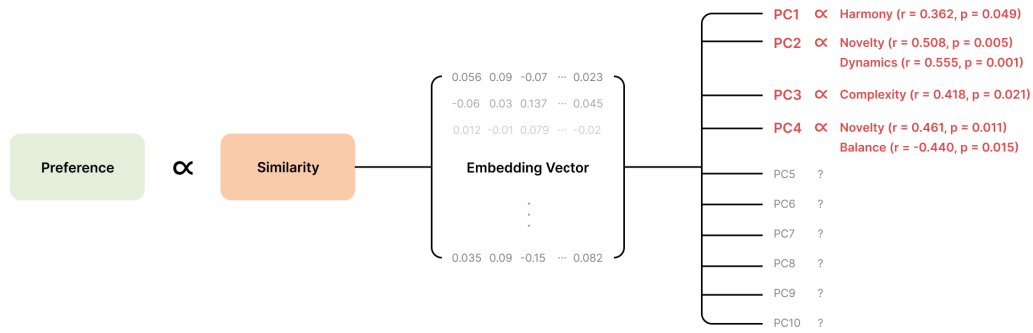 Preference
∝
Similarity
0.056 0.09 -0.07 ··· 0.023
-0.06 0.03 0.137 ··· 0.045
0.012 -0.01 0.079 ··· -0.02
Embedding Vector
0.035 0.09 -0.15 ··· 0.082
PC1 ∝ Harmony (r = 0.362, p = 0.049)
PC2 ∝ Novelty (r = 0.508, p = 0.005)
Dynamics (r = 0.555, p = 0.001)
PC3 ∝ Complexity (r = 0.418, p = 0.021)
PC4 ∝ Novelty (r = 0.461, p = 0.011)
Balance (r = -0.440, p = 0.015)
PC5 ?
PC6 ?
PC7 ?
PC8 ?
PC9 ?
PC10 ?